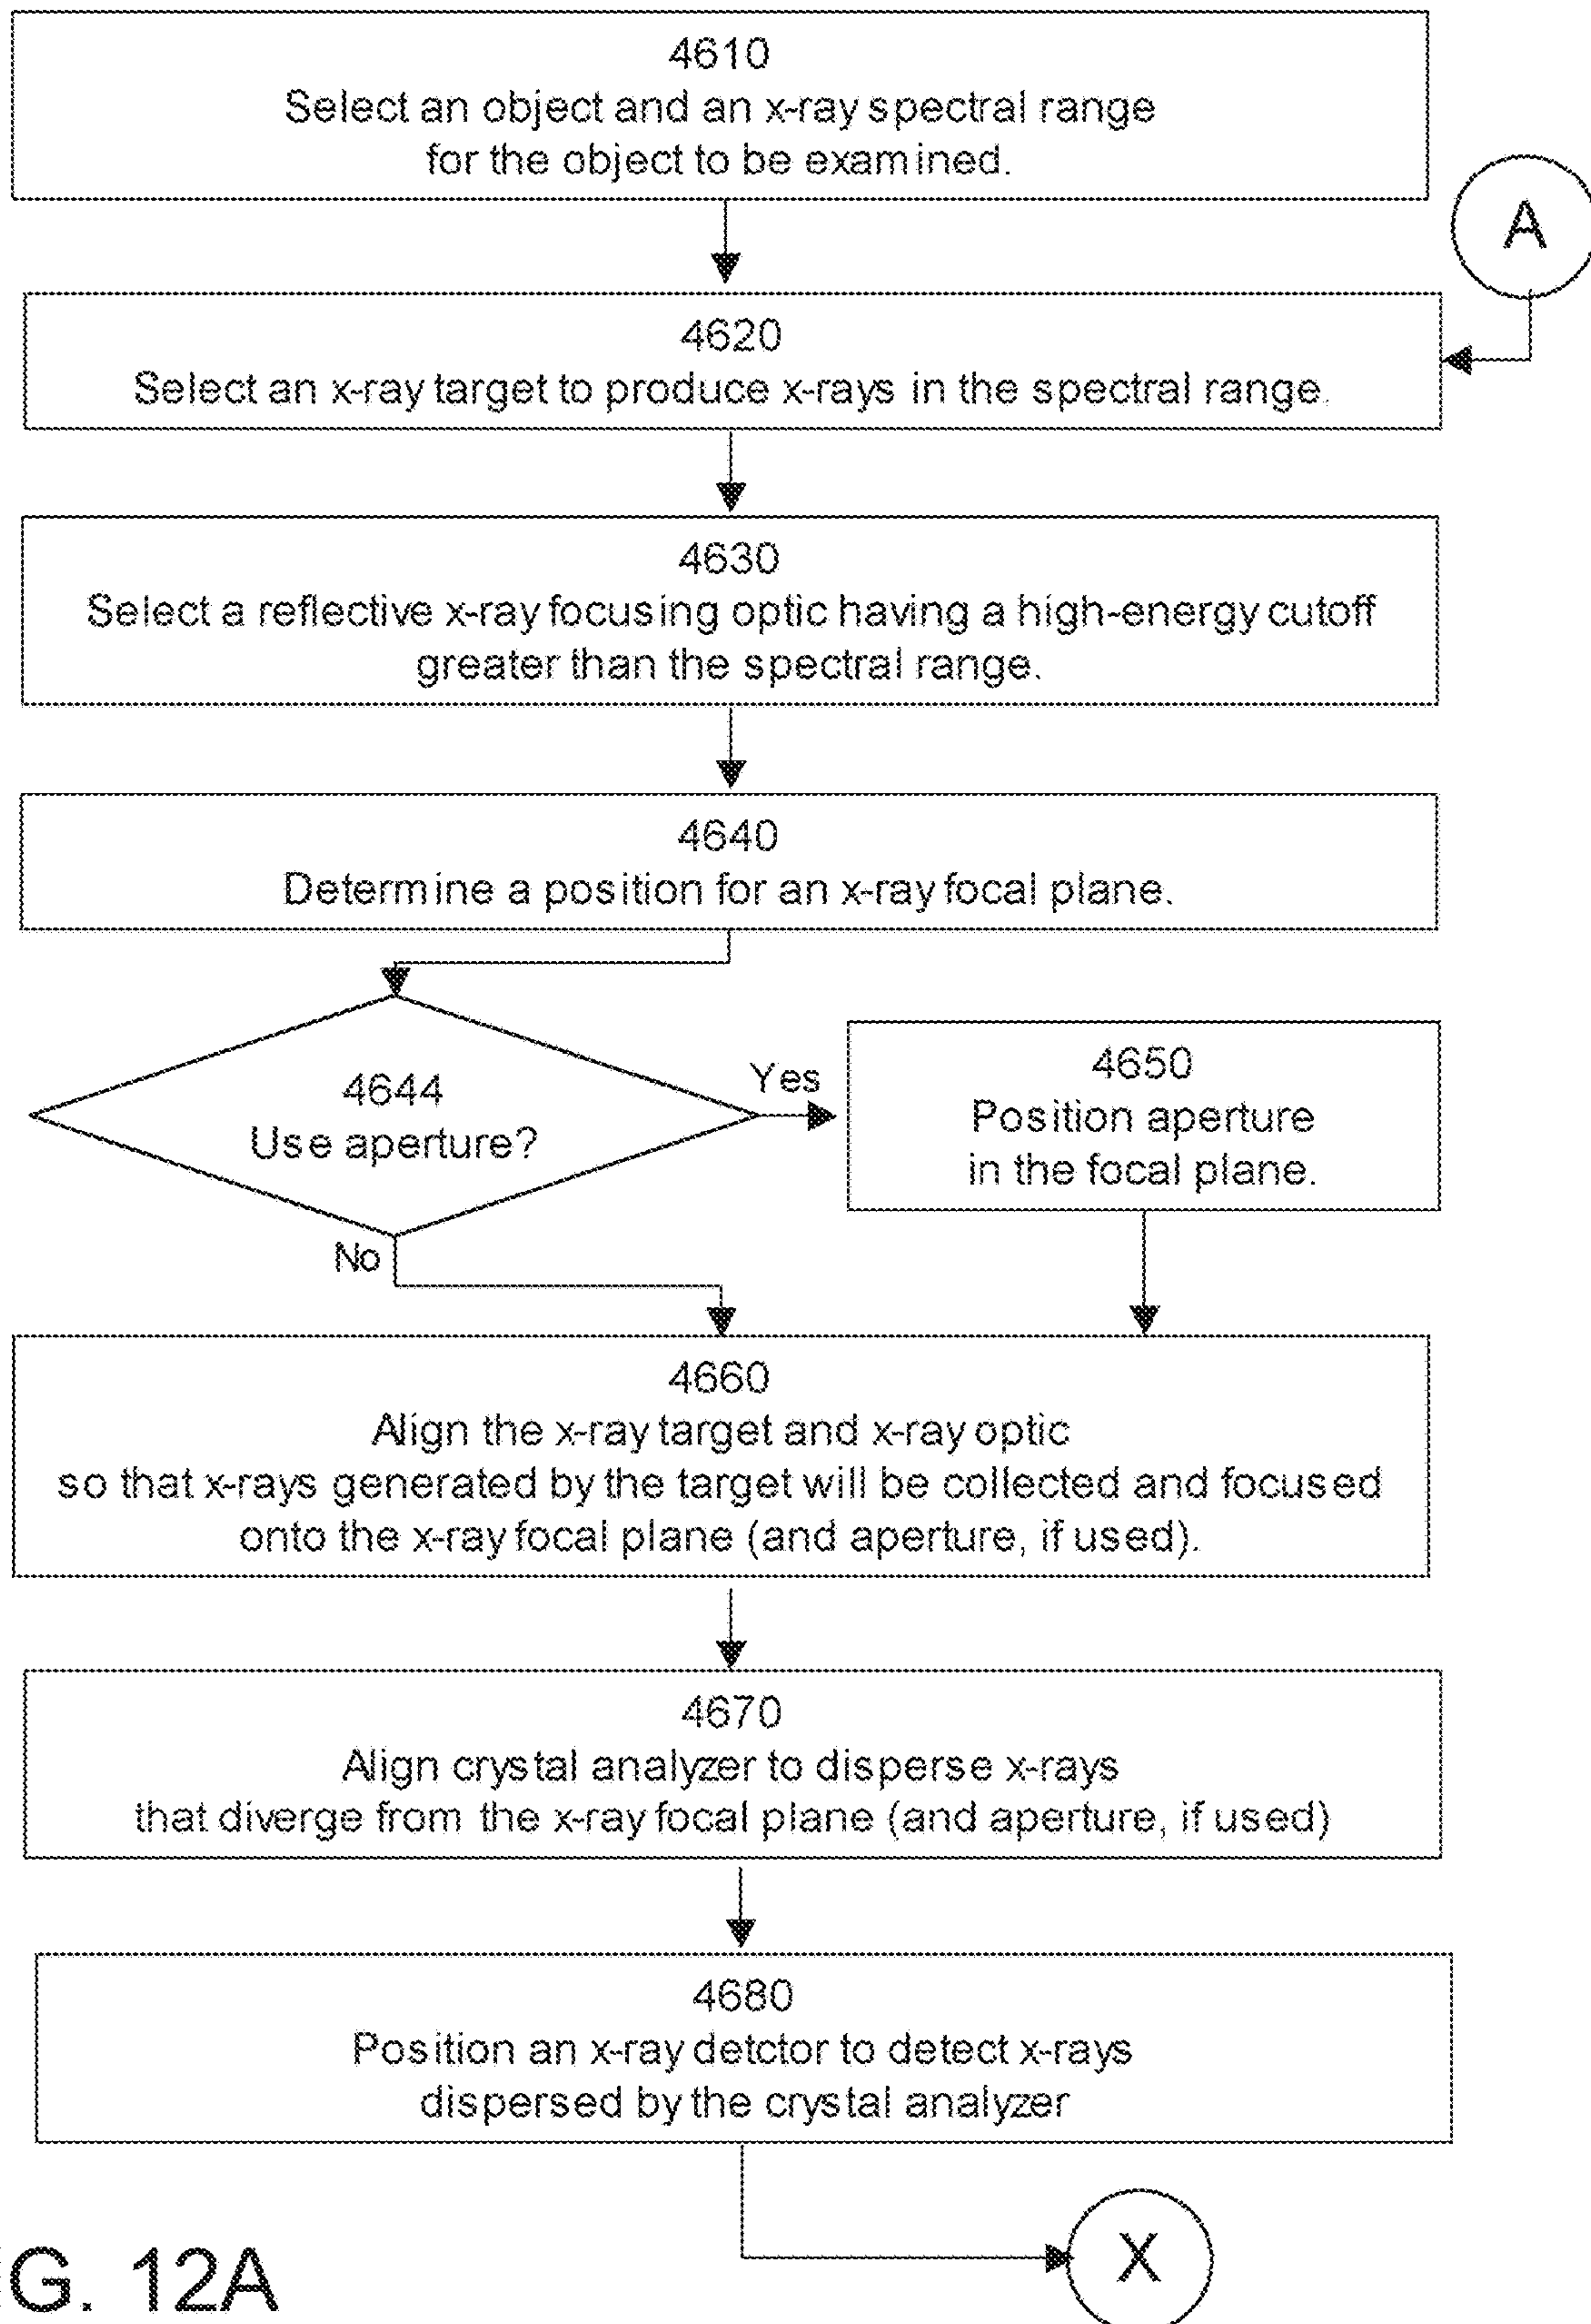 4610
Select an object and an x-ray spectral range
for the object to be examined.
A
4620
Select an x-ray target to produce x-rays in the spectral range.
4630
Select a reflective x-ray focusing optic having a high-energy cutoff
greater than the spectral range.
4640
Determine a position for an x-ray focal plane.
4644
Use aperture?
Yes
4650
Position aperture
in the focal plane.
No
4660
Align the x-ray target and x-ray optic
so that x-rays generated by the target will be collected and focused
onto the x-ray focal plane (and aperture, if used).
4670
Align crystal analyzer to disperse x-rays
that diverge from the x-ray focal plane (and aperture, if used)
4680
Position an x-ray detctor to detect x-rays
dispersed by the crystal analyzer
X
G. 12A